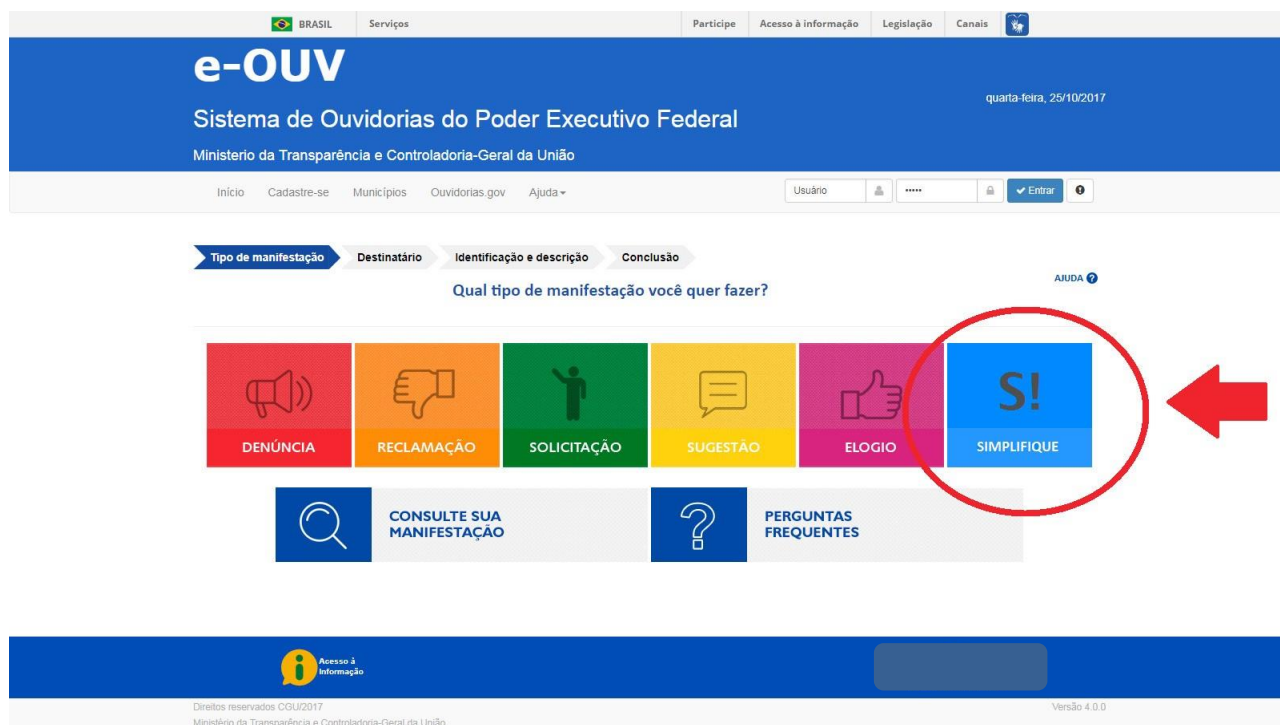 BRASIL Serviços Participe Acesso à informação Legislação Canais
e-OUV
quarta-feira, 25/10/2017
Sistema de Ouvidorias do Poder Executivo Federal
Ministerio da Transparência e Controladoria-Geral da União
Início Cadastre-se Municípios Ouvidorias.gov Ajuda Usuário ••••• Entrar
Tipo de manifestação Destinatário Identificação e descrição Conclusão
AJUDA ?
Qual tipo de manifestação você quer fazer?
S!
DENÚNCIA RECLAMAÇÃO SOLICITAÇÃO SUGESTÃO ELOGIO SIMPLIFIQUE
CONSULTE SUA
MANIFESTAÇÃO
?
PERGUNTAS
FREQUENTES
i
Acesso à
Informação
Direitos reservados CGU/2017 Versão 4.0.0
Ministério da Transparência e Controladoria-Geral da União